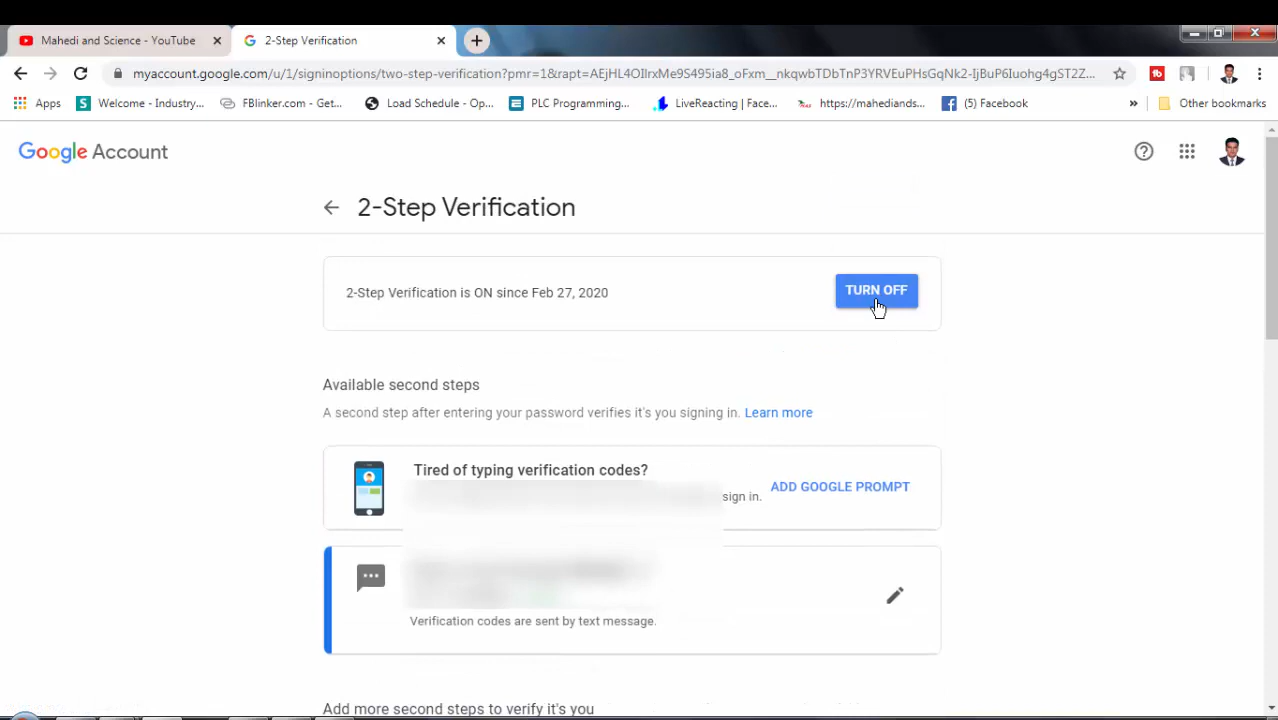 Mahedi and Science - YouTube
2-Step Verification
myaccount.google.com/u/1/signinoptions/two-step-verification?pmr=1&rapt=AEjHL4OIlrxMe9S495ia8_oFxm__nkqwbTDbTnP3YRVEuPHsGqNk2-IjBuP6Iuohg4gST2Z...
Apps
Welcome - Industry...
FBlinker.com - Get...
Load Schedule - Op...
PLC Programming...
LiveReacting | Face...
https://mahediands...
(5) Facebook
»
Other bookmarks
Google Account
2-Step Verification
2-Step Verification is ON since Feb 27, 2020
TURN OFF
Available second steps
A second step after entering your password verifies it's you signing in. Learn more
Tired of typing verification codes?
sign in.
ADD GOOGLE PROMPT
Verification codes are sent by text message.
Add more second steps to verify it's you